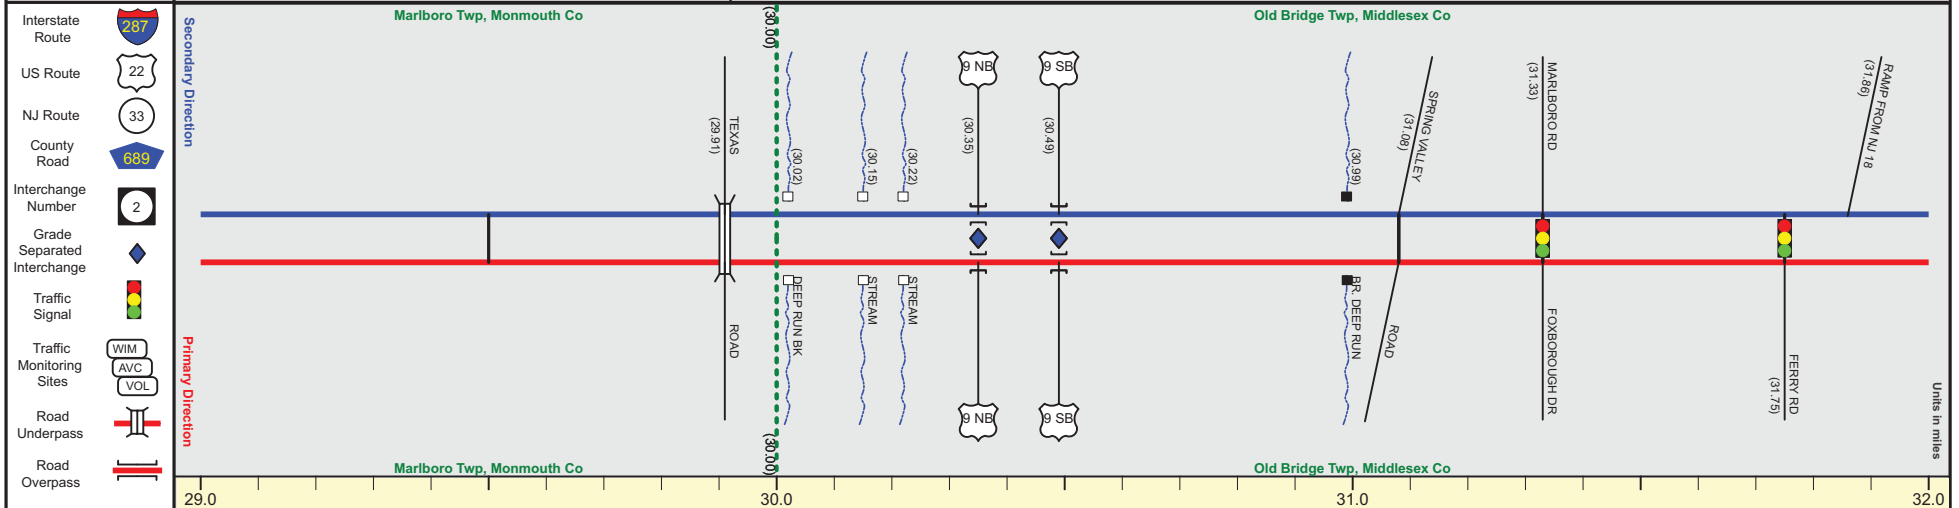 Interstate
Route
287
US Route
22
NJ Route
33
County
Road
689
Interchange
Number
2
Grade
Separated
Interchange
Traffic
Signal
Traffic
Monitoring
Sites
WIM
AVC
VOL
Road
Underpass
Road
Overpass
Secondary Direction
Primary Direction
Marlboro Twp, Monmouth Co
(30.00)
Old Bridge Twp, Middlesex Co
TEXAS
(29.91)
ROAD
(30.02)
DEEP RUN BK
(30.15)
STREAM
(30.22)
STREAM
9 NB
(30.35)
9 NB
9 SB
(30.49)
9 SB
(30.99)
BR. DEEP RUN
SPRING VALLEY
(31.08)
ROAD
MARLBORO RD
(31.33)
FOXBOROUGH DR
FERRY RD
(31.75)
RAMP FROM NJ 18
(31.86)
Units in miles
Marlboro Twp, Monmouth Co
(30.00)
Old Bridge Twp, Middlesex Co
29.0
30.0
31.0
32.0